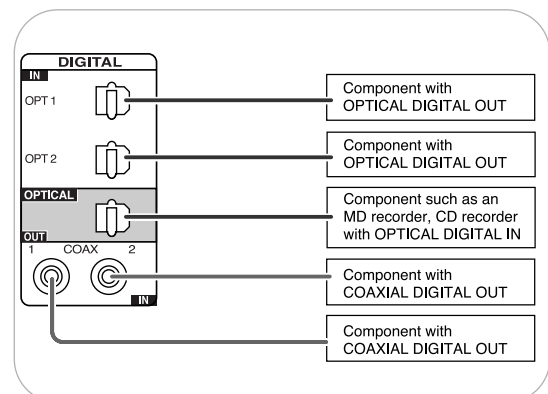 DIGITAL
IN
OPT 1
Component with
OPTICAL DIGITAL OUT
OPT 2
Component with
OPTICAL DIGITAL OUT
OPTICAL
Component such as an
MD recorder, CD recorder
with OPTICAL DIGITAL IN
OUT
1 COAX 2
Component with
COAXIAL DIGITAL OUT
IN
Component with
COAXIAL DIGITAL OUT